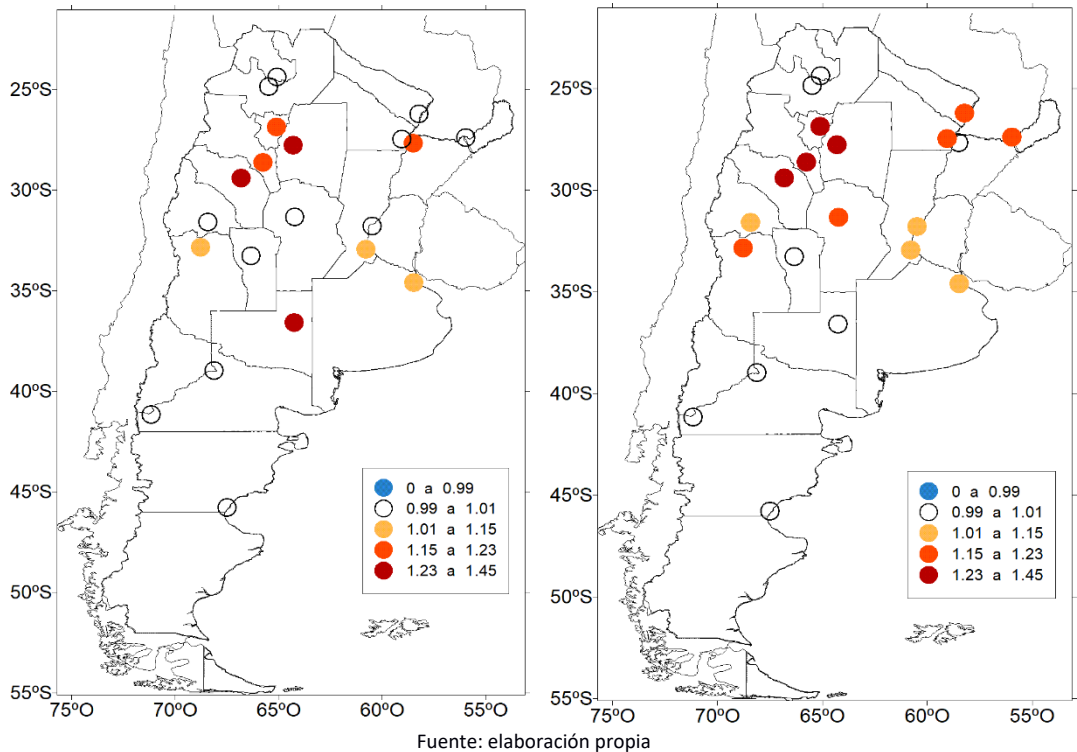 25ºS
30ºS
35ºS
40ºS
45ºS
50ºS
55ºS
75ºO 70ºO 65ºO 60ºO 55ºO
0 a 0.99
0.99 a 1.01
1.01 a 1.15
1.15 a 1.23
1.23 a 1.45
25ºS
30ºS
35ºS
40ºS
45ºS
50ºS
55ºS
75ºO 70ºO 65ºO 60ºO 55ºO
0 a 0.99
0.99 a 1.01
1.01 a 1.15
1.15 a 1.23
1.23 a 1.45
Fuente: elaboración propia